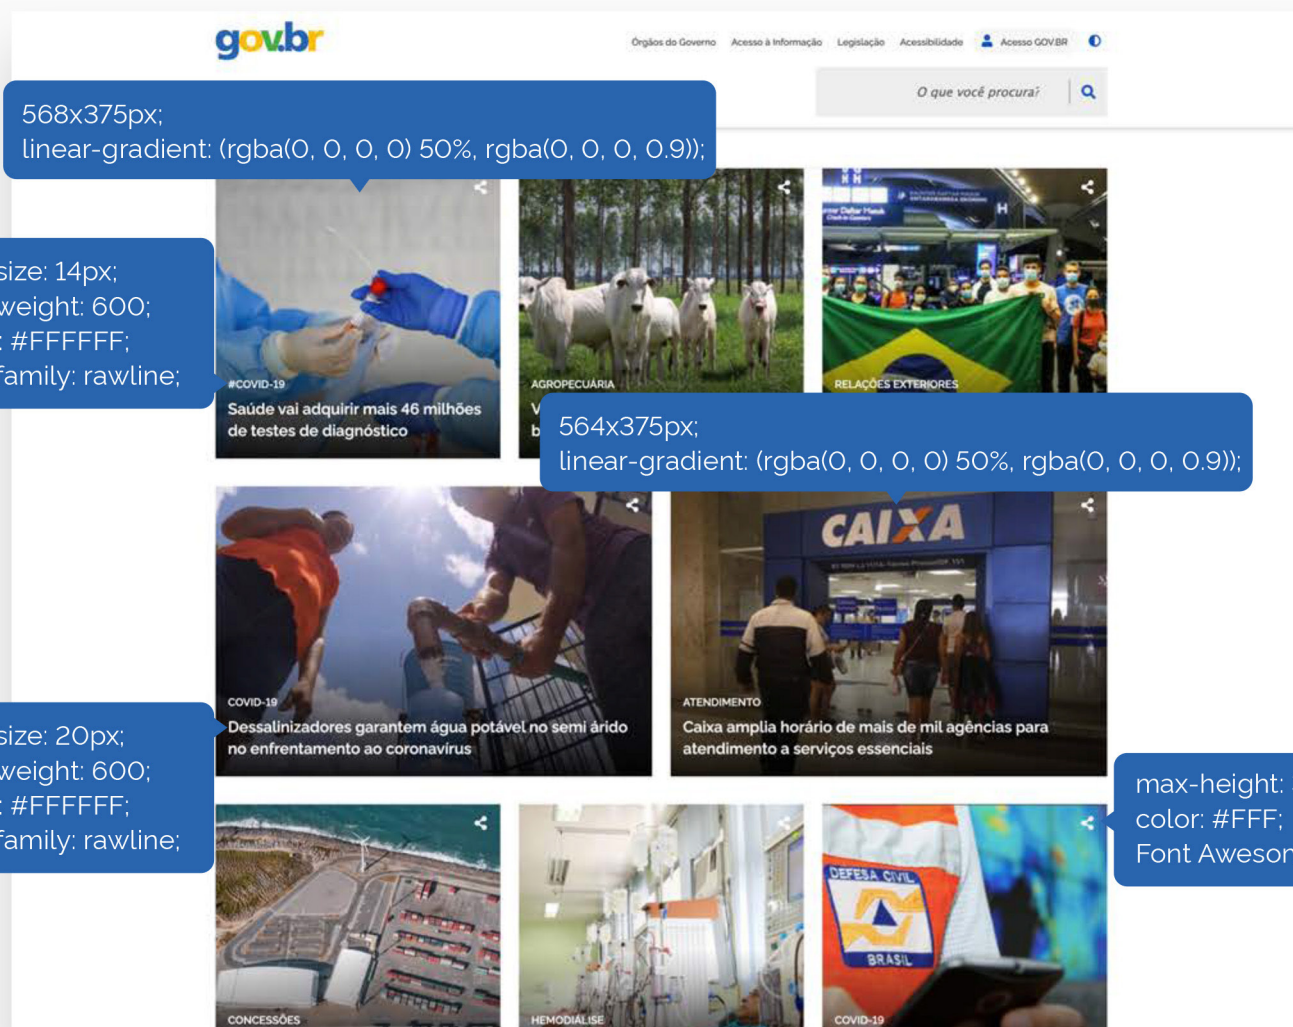 gov.br
Órgãos do Governo Acesso à Informação Legislação Acessibilidade Acesso GOV.BR
O que você procura?
568x375px;
linear-gradient: (rgba(0, 0, 0, 0) 50%, rgba(0, 0, 0, 0.9));
size: 14px;
weight: 600;
: #FFFFFF;
family: rawline;
#COVID-19
Saúde vai adquirir mais 46 milhões
de testes de diagnóstico
AGROPECUÁRIA
H
RELAÇÕES EXTERIORES
564x375px;
linear-gradient: (rgba(0, 0, 0, 0) 50%, rgba(0, 0, 0, 0.9));
COVID-19
Dessalinizadores garantem água potável no semi árido
no enfrentamento ao coronavírus
CAIXA
ATENDIMENTO
Caixa amplia horário de mais de mil agências para
atendimento a serviços essenciais
size: 20px;
weight: 600;
: #FFFFFF;
family: rawline;
max-height:
color: #FFF;
Font Aweson
CONCESSÕES
HEMODIÁLISE
DEFESA CIVIL
BRASIL
COVID-19